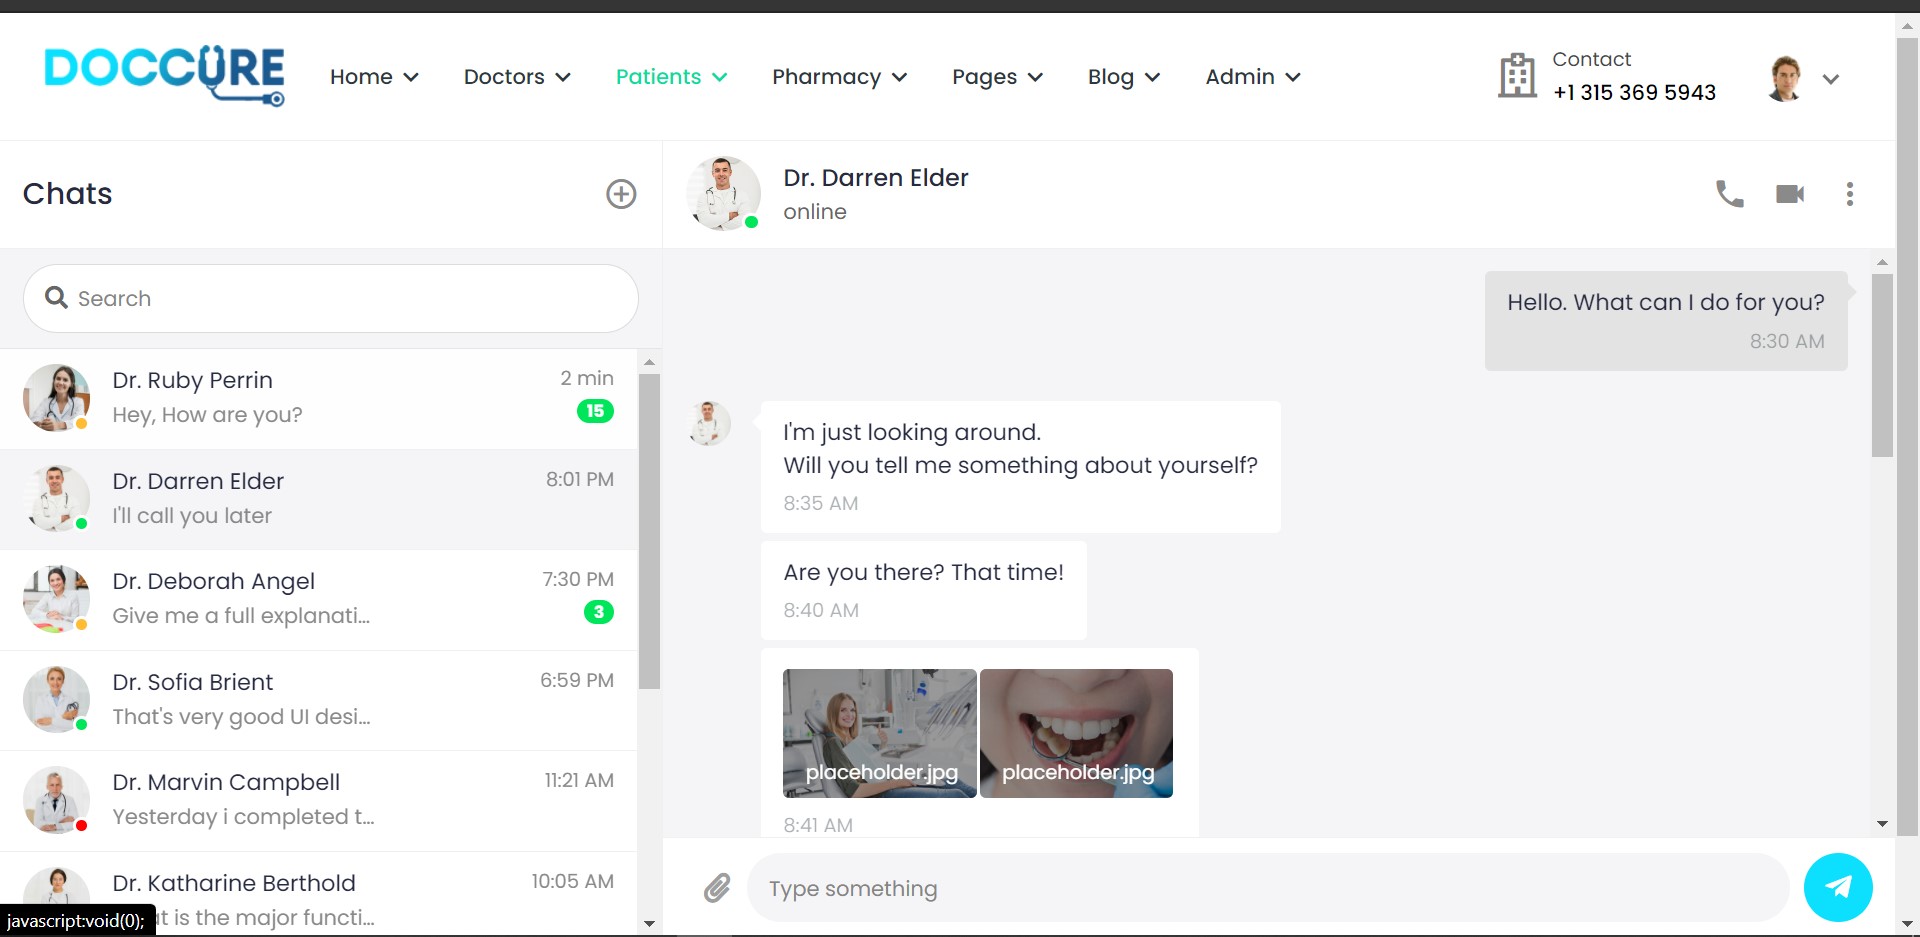 DOCCURE
Home Doctors Patients Pharmacy Pages Blog Admin
Contact
+1 315 369 5943
Chats
Search
Dr. Ruby Perrin 2 min
Hey, How are you? 15
Dr. Darren Elder 8:01 PM
I'll call you later
Dr. Deborah Angel 7:30 PM
Give me a full explanati... 3
Dr. Sofia Brient 6:59 PM
That's very good UI desi...
Dr. Marvin Campbell 11:21 AM
Yesterday i completed t...
Dr. Katharine Berthold 10:05 AM
is the major functi...
javascript:void(0);
Dr. Darren Elder
online
Hello. What can I do for you?
8:30 AM
I'm just looking around.
Will you tell me something about yourself?
8:35 AM
Are you there? That time!
8:40 AM
placeholder.jpg placeholder.jpg
8:41 AM
Type something